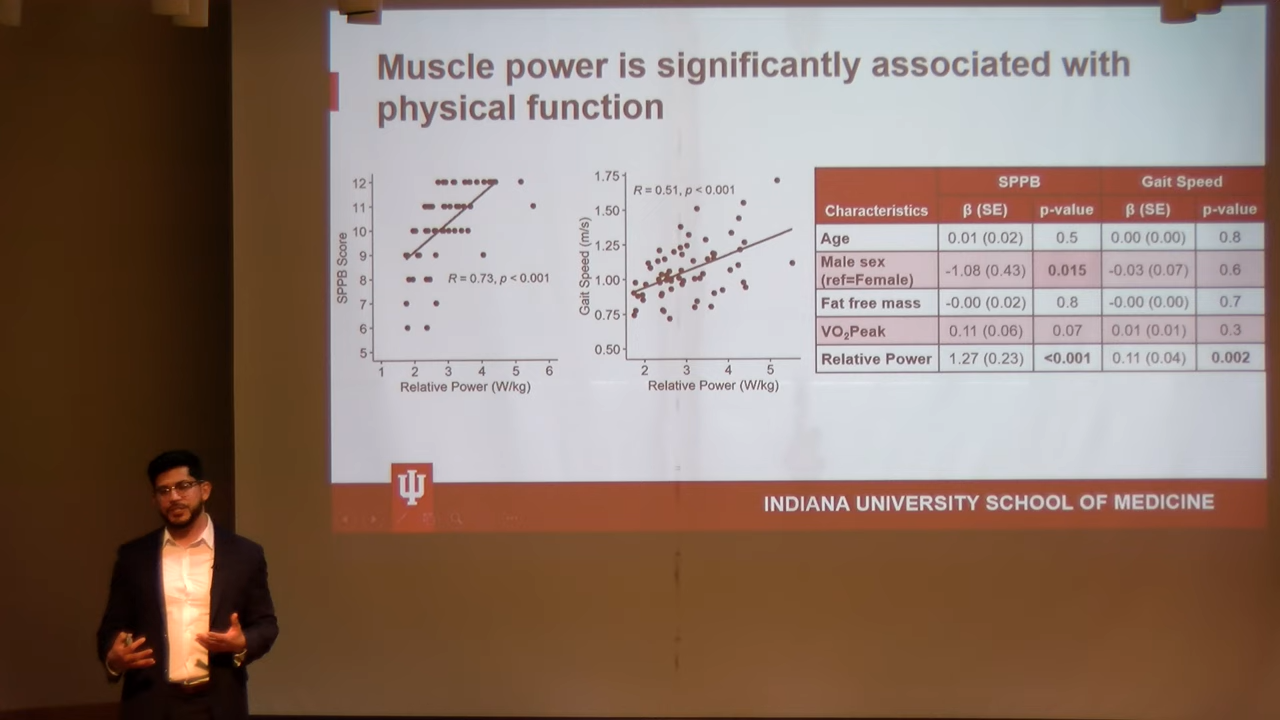 Muscle power is significantly associated with
physical function
12
11
10
9
8
7
6
5
SPPB Score
R = 0.73, p < 0.001
1 2 3 4 5 6
Relative Power (W/kg)
1.75
1.50
1.25
1.00
0.75
0.50
Gait Speed (m/s)
R = 0.51, p < 0.001
2 3 4 5
Relative Power (W/kg)
SPPB Gait Speed
Characteristics β (SE) p-value β (SE) p-value
Age 0.01 (0.02) 0.5 0.00 (0.00) 0.8
Male sex
(ref=Female) -1.08 (0.43) 0.015 -0.03 (0.07) 0.6
Fat free mass -0.00 (0.02) 0.8 -0.00 (0.00) 0.7
VO₂Peak 0.11 (0.06) 0.07 0.01 (0.01) 0.3
Relative Power 1.27 (0.23) <0.001 0.11 (0.04) 0.002
INDIANA UNIVERSITY SCHOOL OF MEDICINE